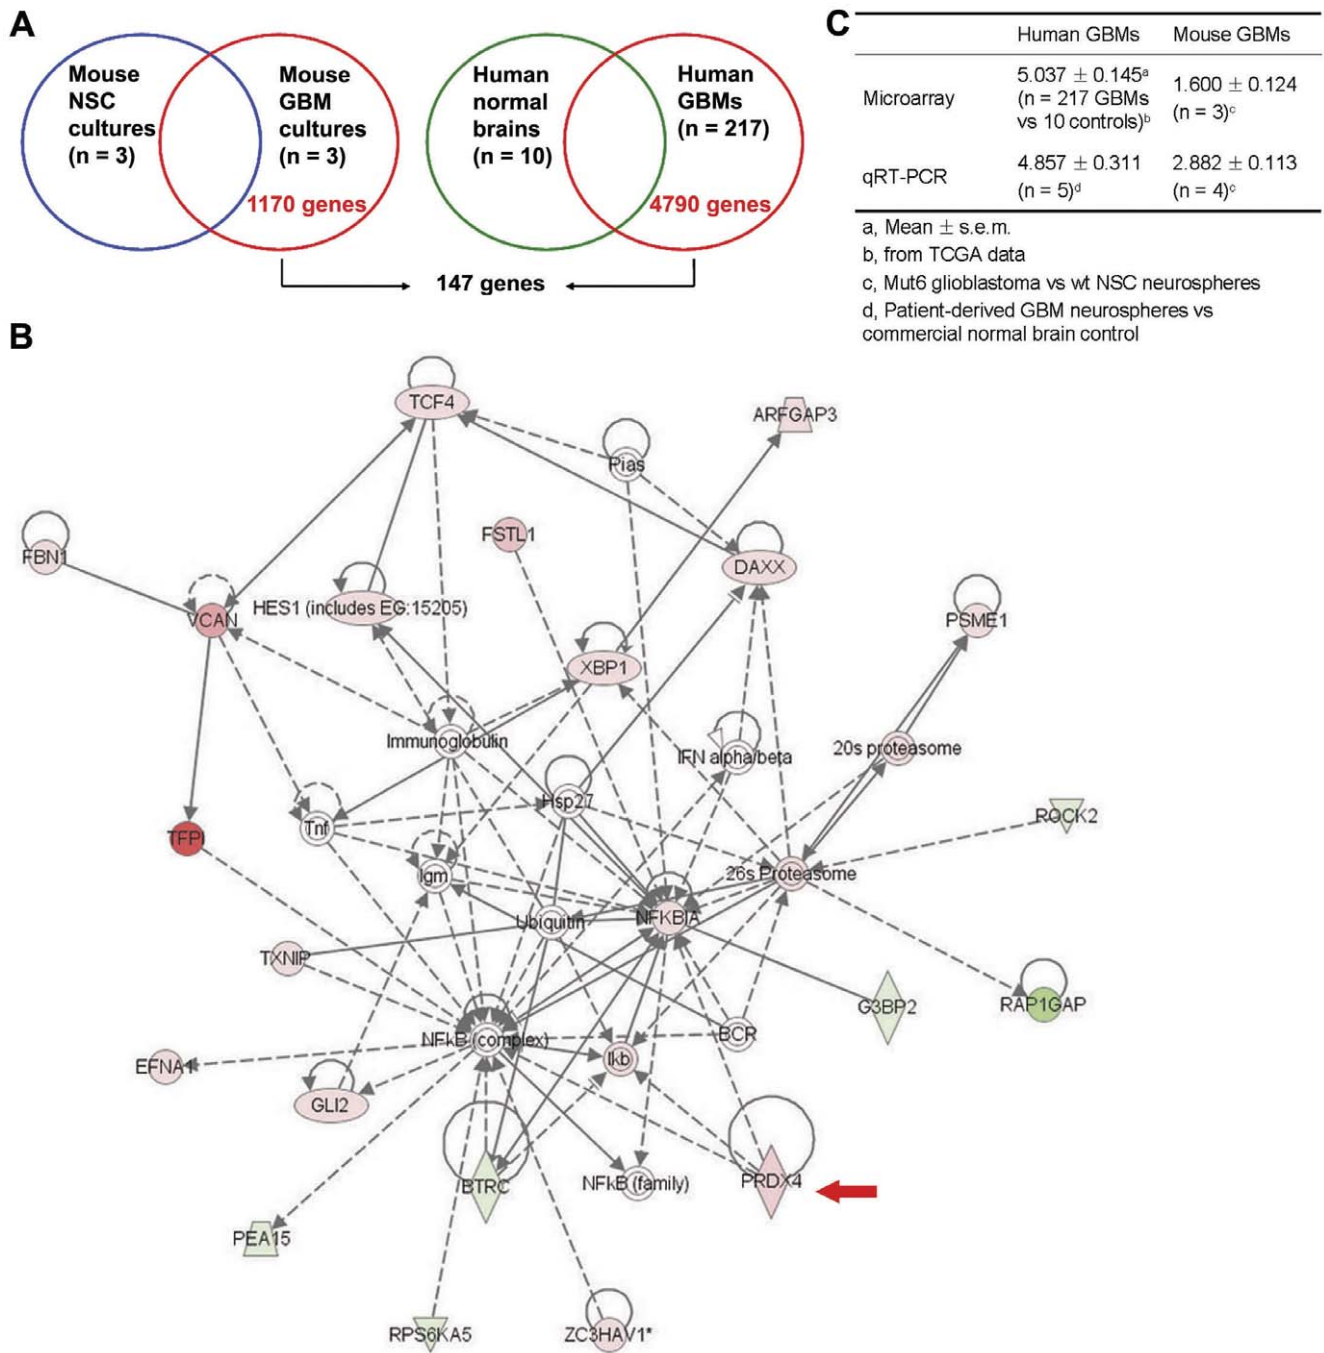 A
Mouse
NSC
cultures
(n = 3)
Mouse
GBM
cultures
(n = 3)
1170 genes
Human
normal
brains
(n = 10)
Human
GBMs
(n = 217)
4790 genes
147 genes
C
Human GBMs Mouse GBMs
Microarray
5.037 ± 0.145a
(n = 217 GBMs
vs 10 controls)b
1.600 ± 0.124
(n = 3)c
qRT-PCR
4.857 ± 0.311
(n = 5)d
2.882 ± 0.113
(n = 4)c
a, Mean ± s.e.m.
b, from TCGA data
c, Mut6 glioblastoma vs wt NSC neurospheres
d, Patient-derived GBM neurospheres vs
commercial normal brain control
B
TCF4
ARFGAP3
Pias
FSTL1
FBN1
DAXX
HES1 (includes EG:15205)
VCAN
PSME1
XBP1
Immunoglobulin
IFN alpha/beta
20s proteasome
Hsp27
ROCK2
Tnf
TFPI
Igm
26s Proteasome
Ubiquitin
NFKBIA
TXNIP
G3BP2
RAP1GAP
NFkB (complex)
BCR
Ikb
EFNA1
GLI2
BTRC
NFkB (family)
PRDX4
PEA15
RPS6KA5
ZC3HAV1*